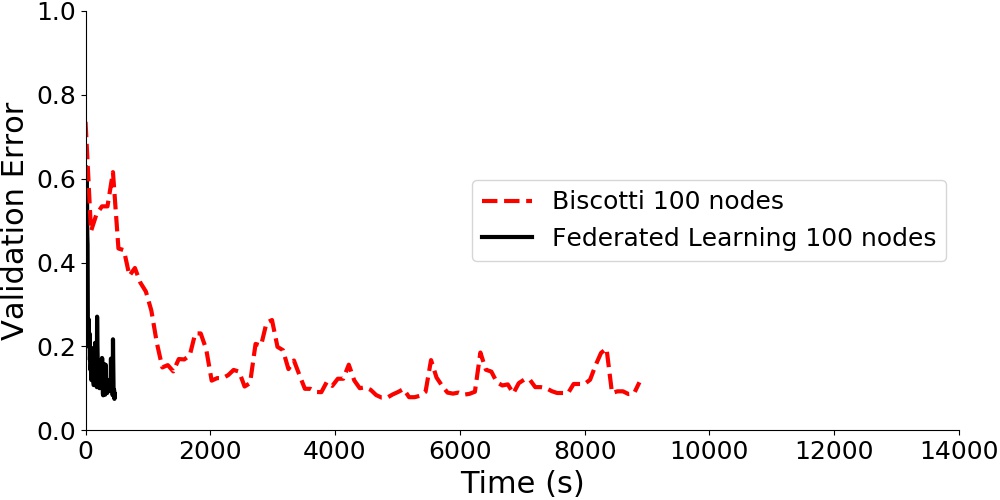 Validation Error
1.0
0.8
0.6
0.4
0.2
0.0
Biscotti 100 nodes
Federated Learning 100 nodes
0 2000 4000 6000 8000 10000 12000 14000
Time (s)